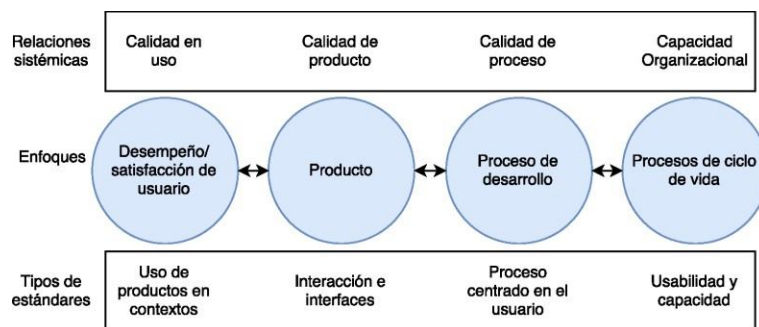 Relaciones
sistémicas
Calidad en
uso
Calidad de
producto
Calidad de
proceso
Capacidad
Organizacional
Enfoques
Desempeño/
satisfacción de
usuario
Producto
Proceso de
desarrollo
Procesos de ciclo
de vida
Tipos de
estándares
Uso de
productos en
contextos
Interacción e
interfaces
Proceso
centrado en el
usuario
Usabilidad y
capacidad